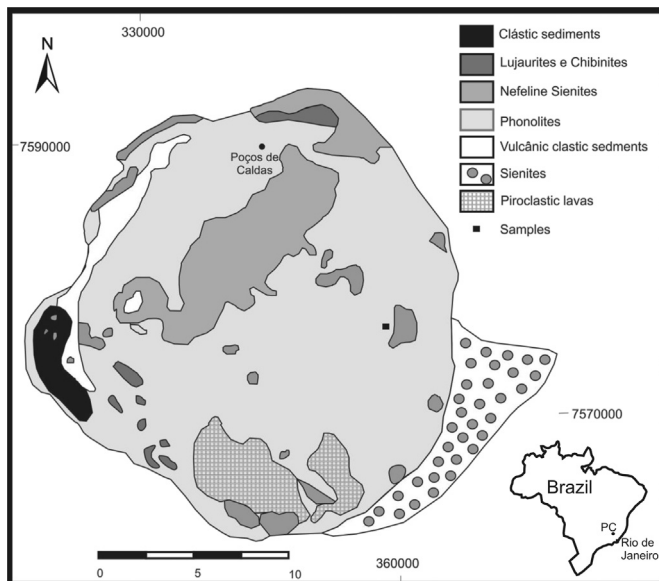 330000
N
7590000
Poços de
Caldas
Clástic sediments
Lujaurites e Chibinites
Nefeline Sienites
Phonolites
Vulcânic clastic sediments
Sienites
Piroclastic lavas
Samples
7570000
Brazil
PC
Rio de
Janeiro
0
5
10
360000